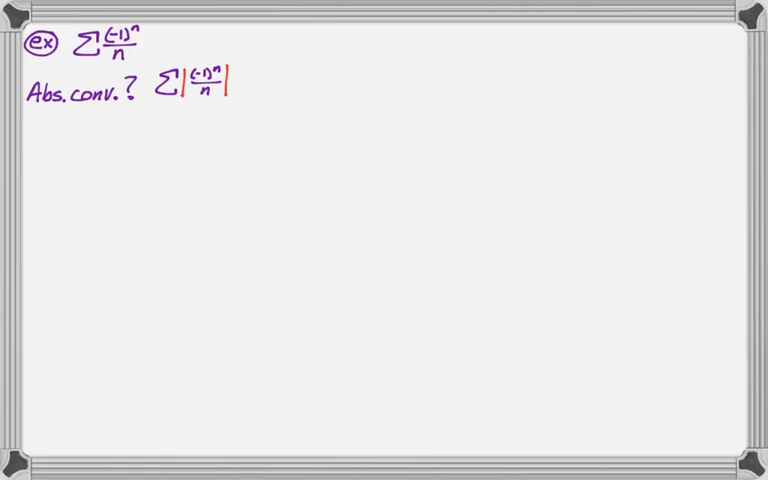 ex ∑ (-1)ⁿ/n
Abs. conv. ? ∑ |(-1)ⁿ/n|